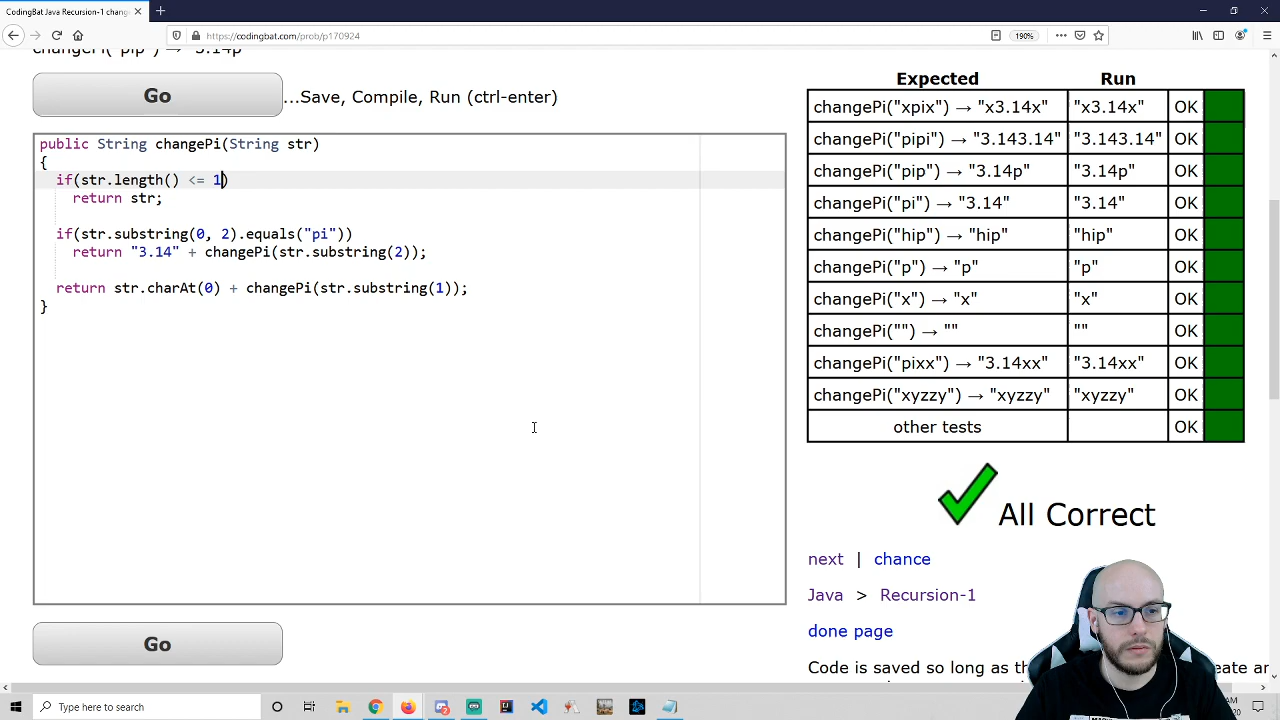 CodingBat Java Recursion-1 chang
https://codingbat.com/prob/p170924
190%
changePi("pip") → "3.14p"
Go
...Save, Compile, Run (ctrl-enter)
public String changePi(String str)
{
if(str.length() <= 1)
return str;
if(str.substring(0, 2).equals("pi"))
return "3.14" + changePi(str.substring(2));
return str.charAt(0) + changePi(str.substring(1));
}
Go
Expected Run
changePi("xpix") → "x3.14x" "x3.14x" OK
changePi("pipi") → "3.143.14" "3.143.14" OK
changePi("pip") → "3.14p" "3.14p" OK
changePi("pi") → "3.14" "3.14" OK
changePi("hip") → "hip" "hip" OK
changePi("p") → "p" "p" OK
changePi("x") → "x" "x" OK
changePi("") → "" "" OK
changePi("pixx") → "3.14xx" "3.14xx" OK
changePi("xyzzy") → "xyzzy" "xyzzy" OK
other tests OK
All Correct
next | chance
Java > Recursion-1
done page
Code is saved so long as
Type here to search